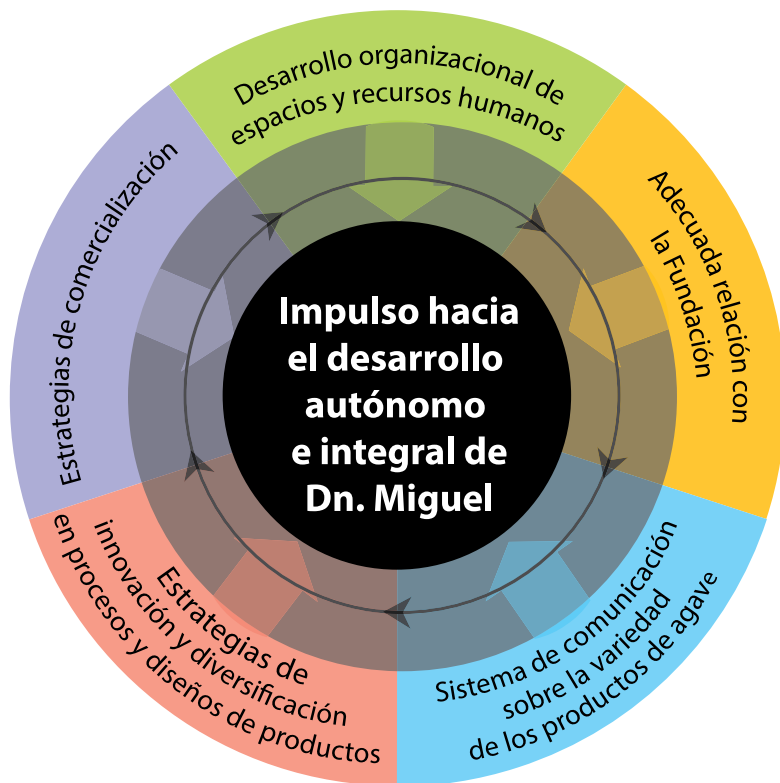 Desarrollo organizacional de
espacios y recursos humanos
Adecuada relación con
la Fundación
Sistema de comunicación
sobre la variedad
de los productos de agave
Estrategias de
innovación y diversificación
en procesos y diseños de productos
Estrategias de comercialización
Impulso hacia
el desarrollo
autónomo
e integral de
Dn. Miguel